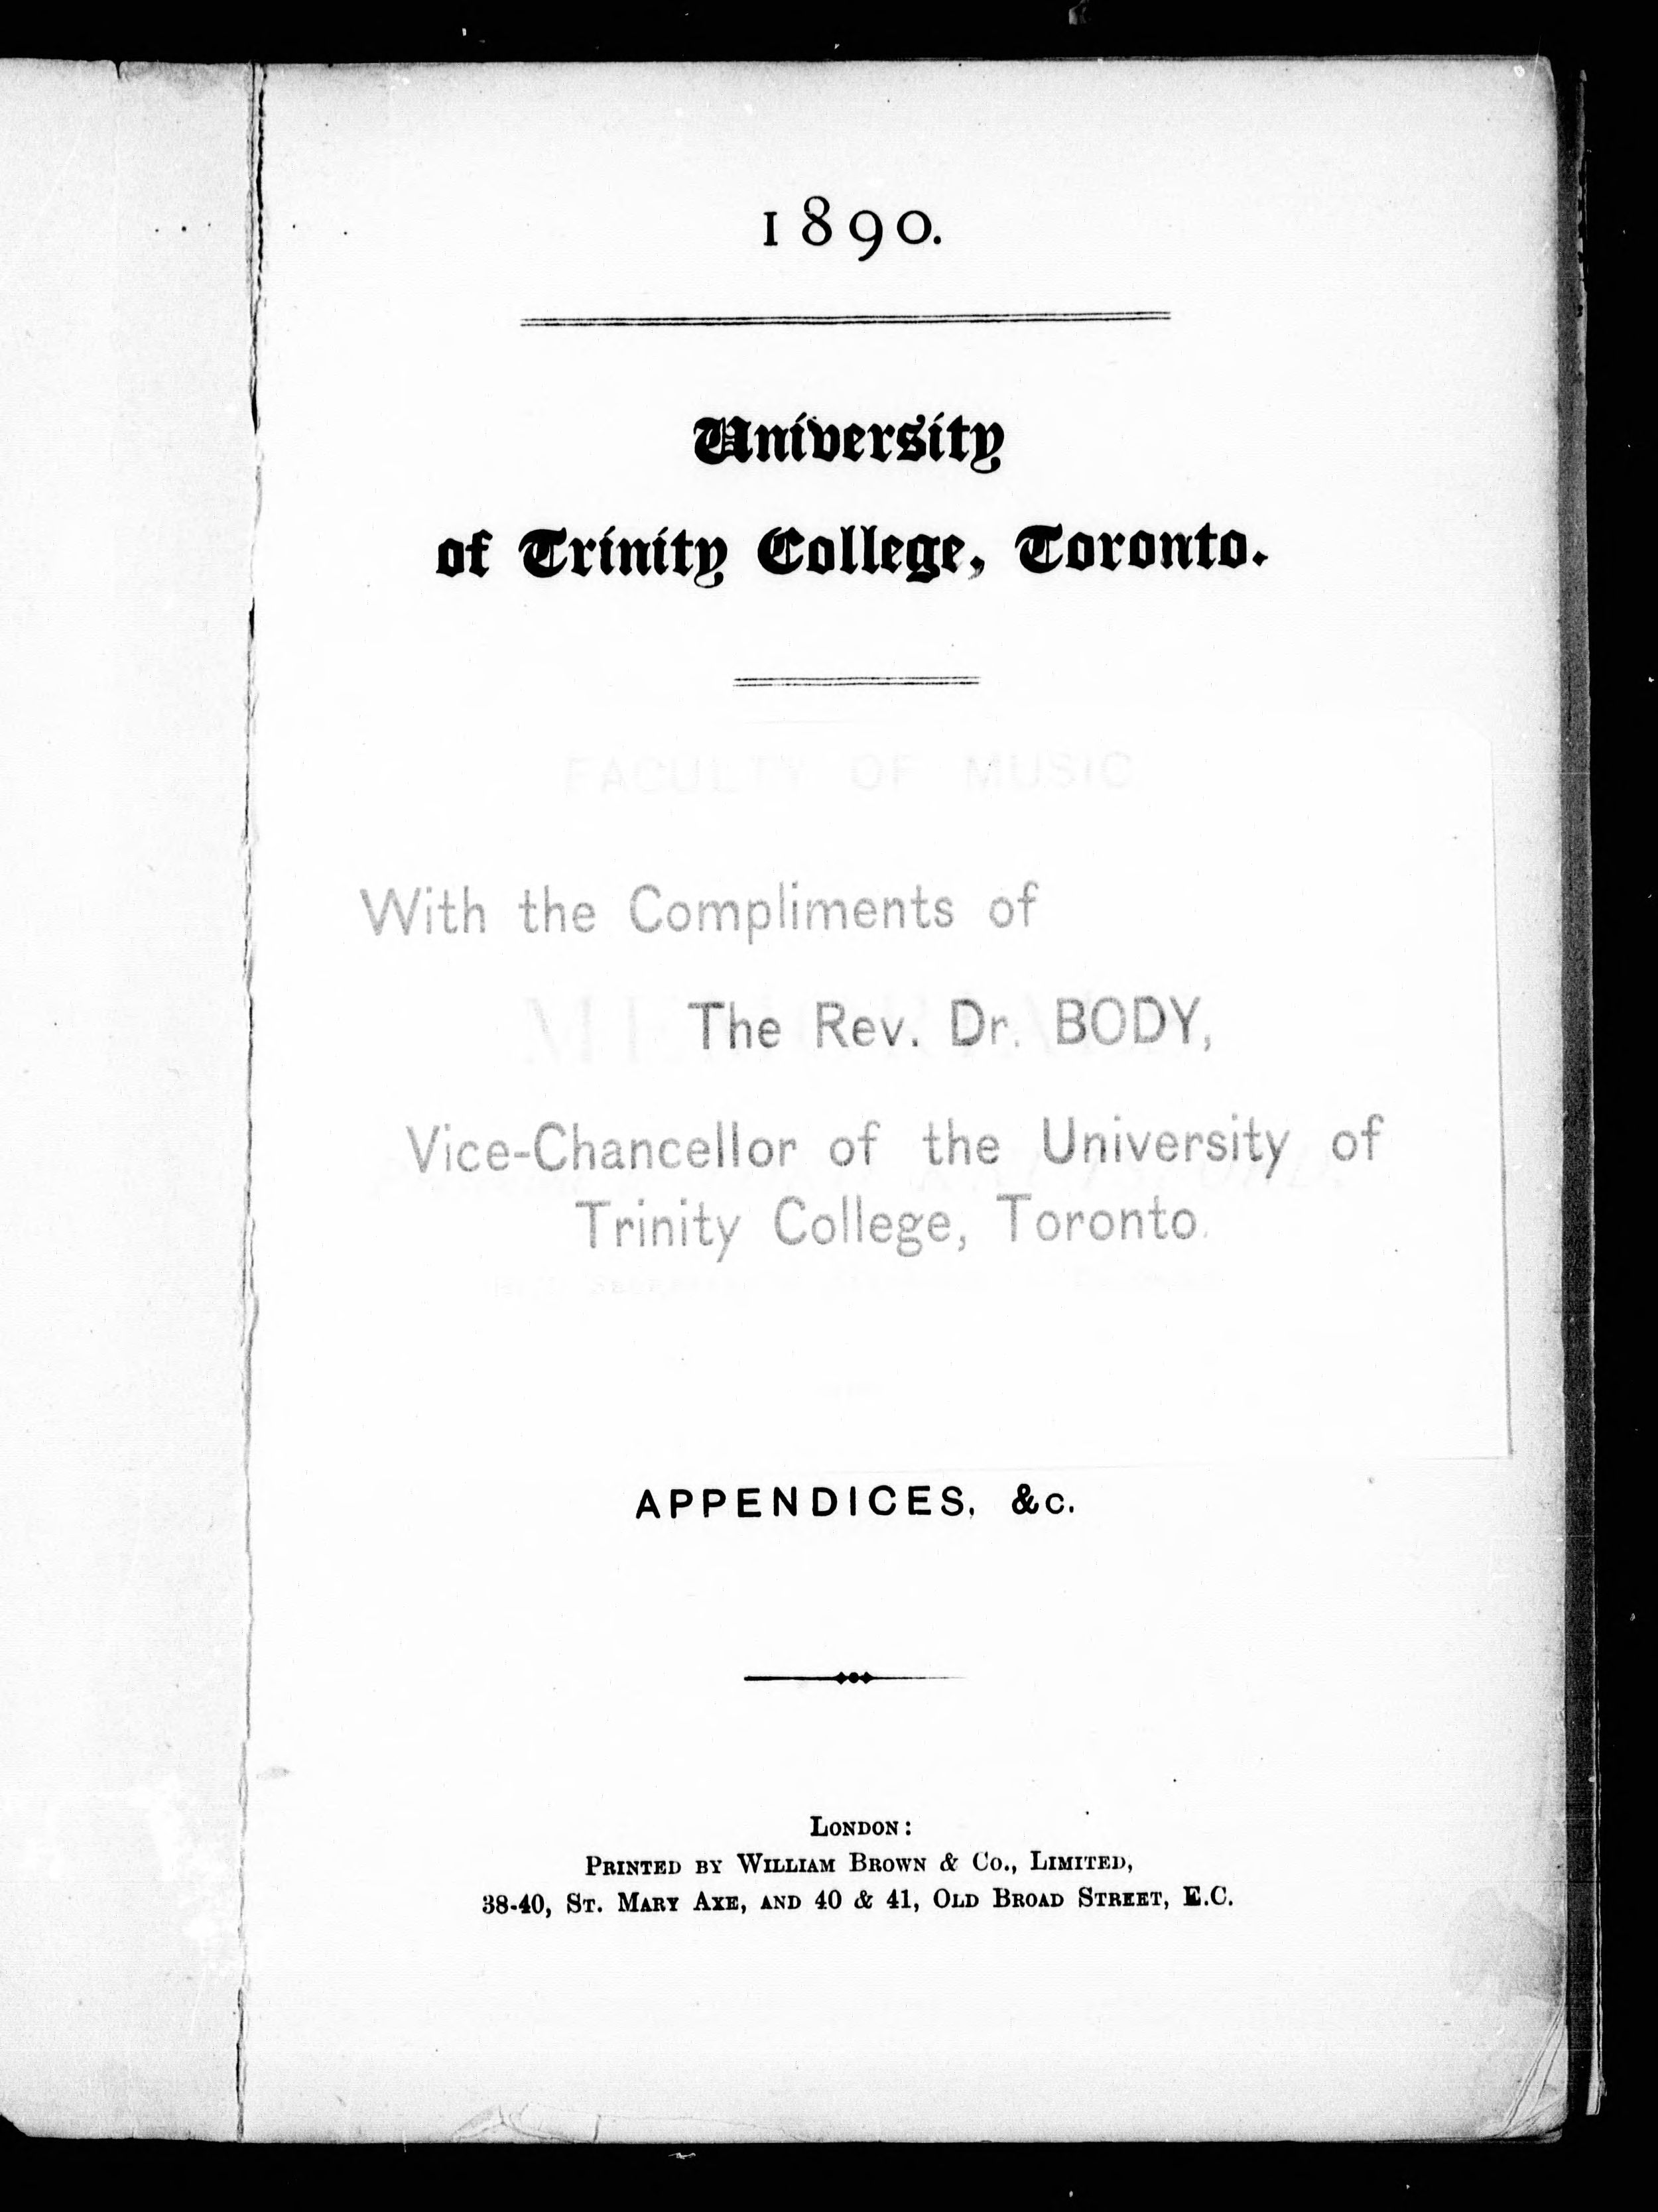 1890.
University
of Trinity College, Toronto.
FACULTY OF MUSIC
With the Compliments of
The Rev. Dr. BODY,
Vice-Chancellor of the University of
Trinity College, Toronto.
APPENDICES, &c.
LONDON:
PRINTED BY WILLIAM BROWN & CO., LIMITED,
38-40, ST. MARY AXE, AND 40 & 41, OLD BROAD STREET, E.C.